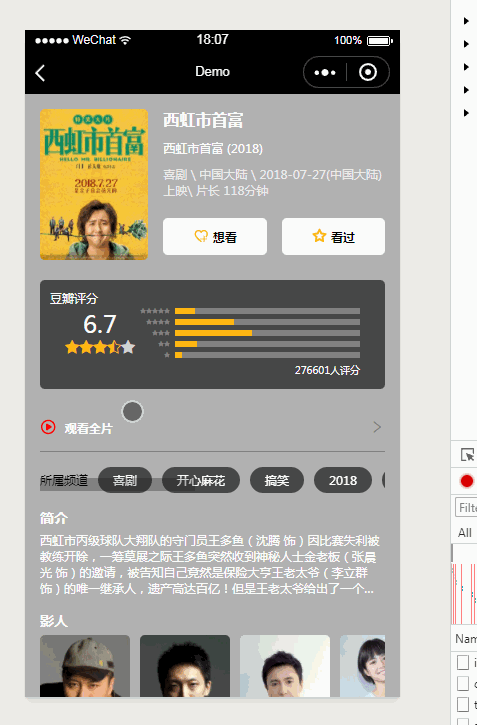 WeChat 18:07 100%
Demo
西虹市首富
HELLO MR. BILLIONAIRE
2018.7.27
西虹市首富
西虹市首富 (2018)
喜剧 \ 中国大陆 \ 2018-07-27(中国大陆)
上映\ 片长 118分钟
想看 看过
豆瓣评分
6.7
276601人评分
观看全片
所属频道 喜剧 开心麻花 搞笑 2018
简介
西虹市丙级球队大翔队的守门员王多鱼（沈腾 饰）因比赛失利被
教练开除，一筹莫展之际王多鱼突然收到神秘人士金老板（张晨
光 饰）的邀请，被告知自己竟然是保险大亨王老太爷（李立群
饰）的唯一继承人，遗产高达百亿！但是王老太爷给出了一个...
影人
Filte
All
Nam